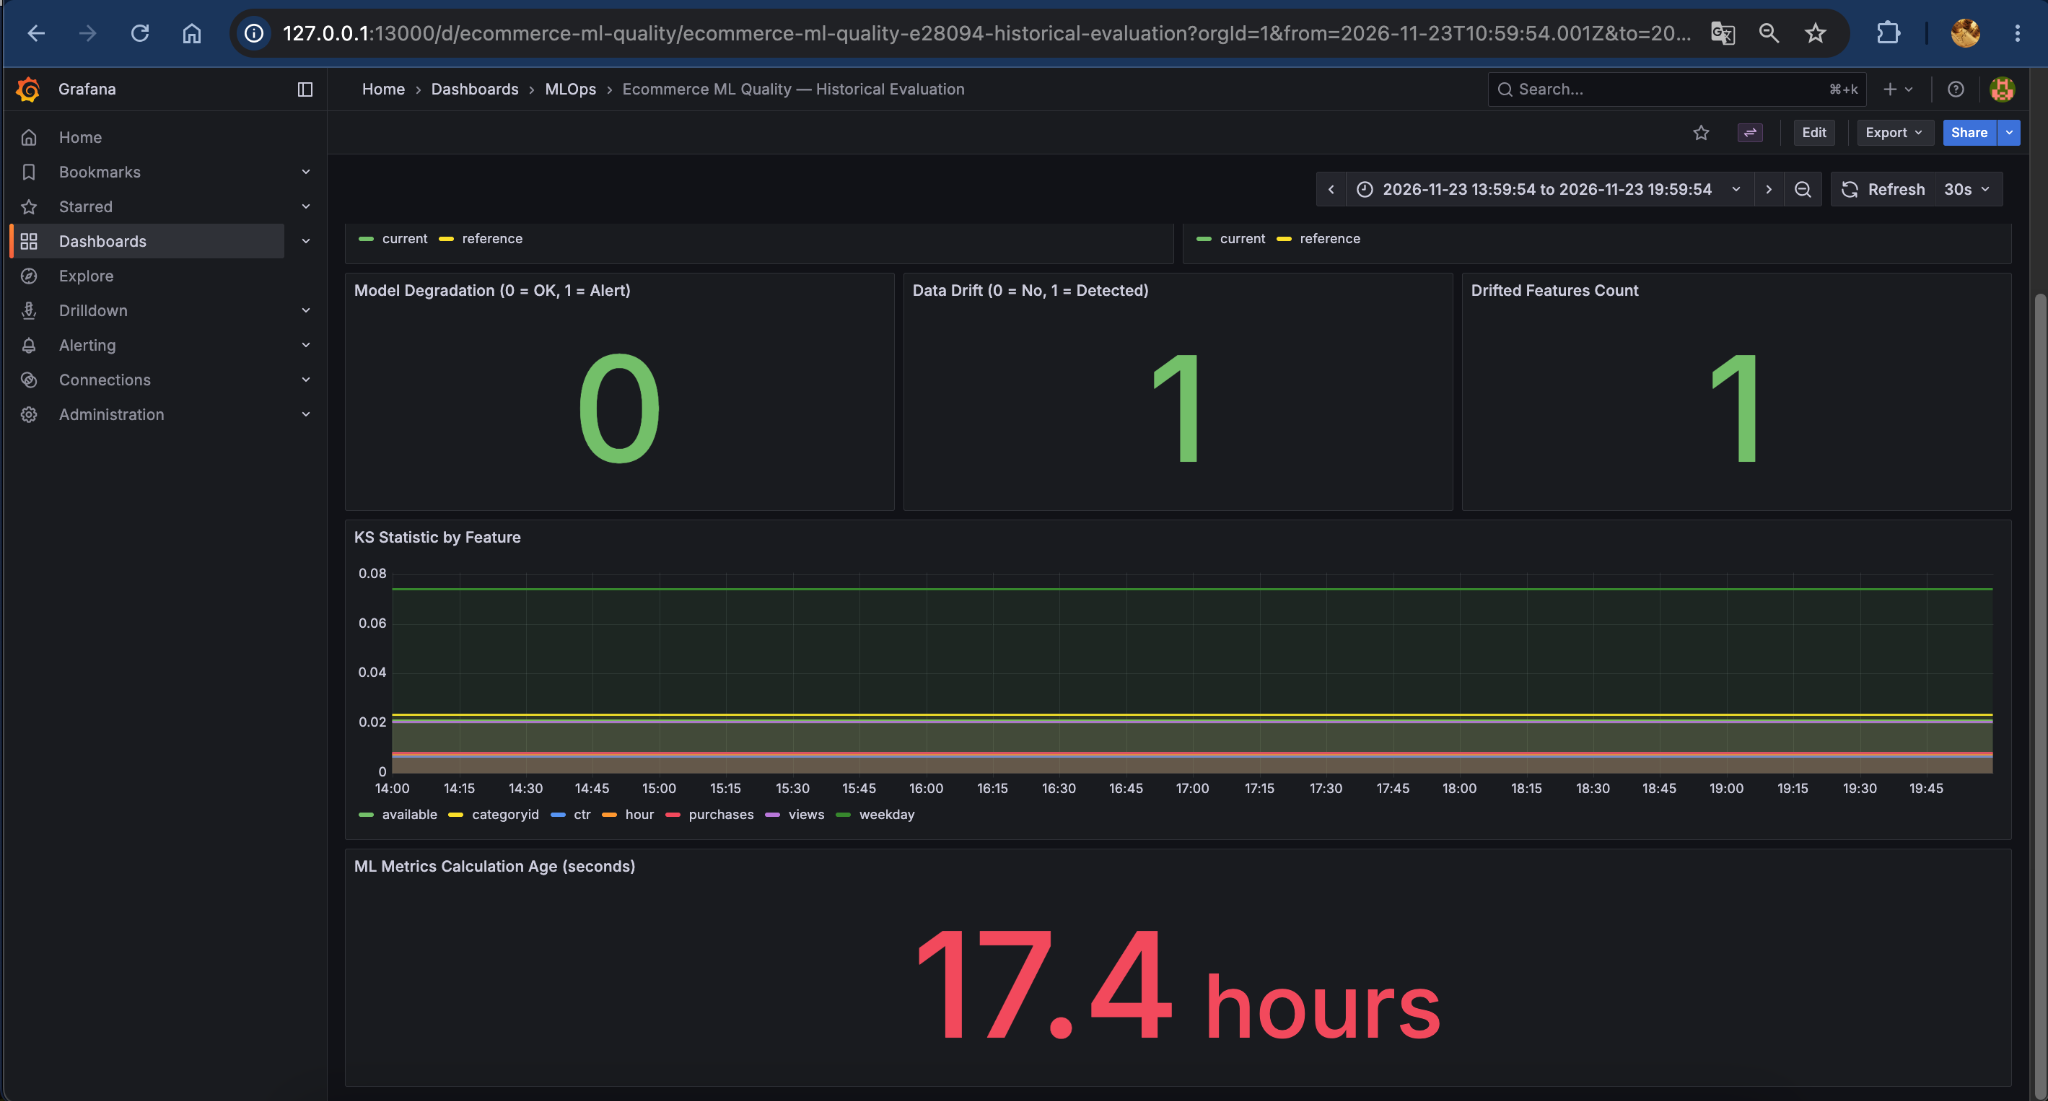 127.0.0.1:13000/d/ecommerce-ml-quality/ecommerce-ml-quality-e28094-historical-evaluation?orgId=1&from=2026-11-23T10:59:54.001Z&to=20...
Grafana
Home › Dashboards › MLOps › Ecommerce ML Quality — Historical Evaluation
Search... ⌘+k
Home
Bookmarks
Starred
Dashboards
Explore
Drilldown
Alerting
Connections
Administration
Edit Export Share
2026-11-23 13:59:54 to 2026-11-23 19:59:54 Refresh 30s
current reference
current reference
Model Degradation (0 = OK, 1 = Alert)
0
Data Drift (0 = No, 1 = Detected)
1
Drifted Features Count
1
KS Statistic by Feature
0.08
0.06
0.04
0.02
0
14:00 14:15 14:30 14:45 15:00 15:15 15:30 15:45 16:00 16:15 16:30 16:45 17:00 17:15 17:30 17:45 18:00 18:15 18:30 18:45 19:00 19:15 19:30 19:45
available categoryid ctr hour purchases views weekday
ML Metrics Calculation Age (seconds)
17.4 hours